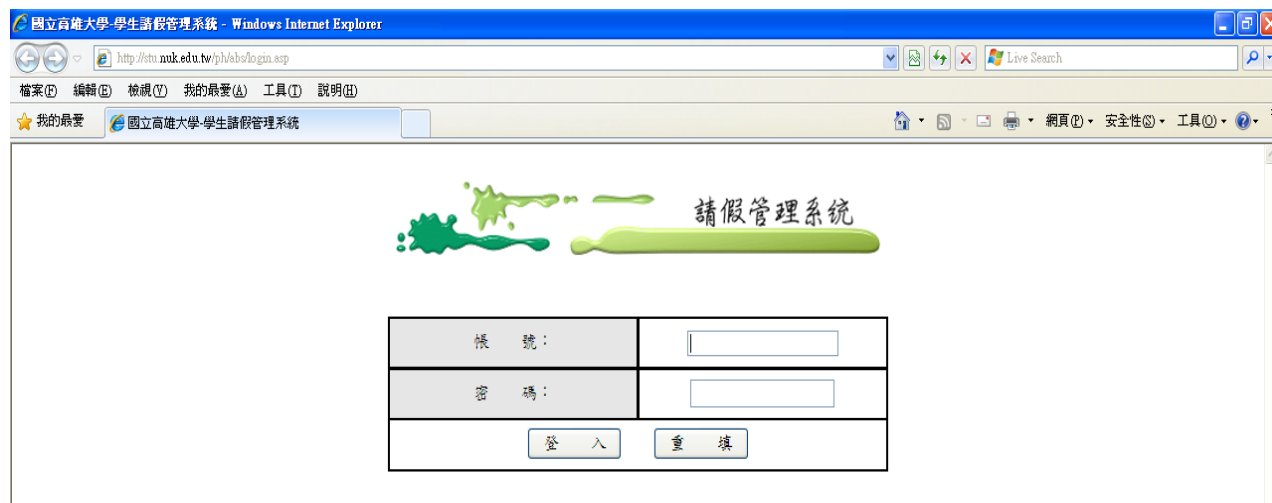 國立高雄大學-學生請假管理系統 - Windows Internet Explorer
http://stu.nuk.edu.tw/ph/abs/login.asp
Live Search
檔案(F) 編輯(E) 檢視(V) 我的最愛(A) 工具(T) 說明(H)
我的最愛 國立高雄大學-學生請假管理系統 網頁(P) 安全性(S) 工具(O)
請假管理系統
帳 號：
密 碼：
登 入 重 填